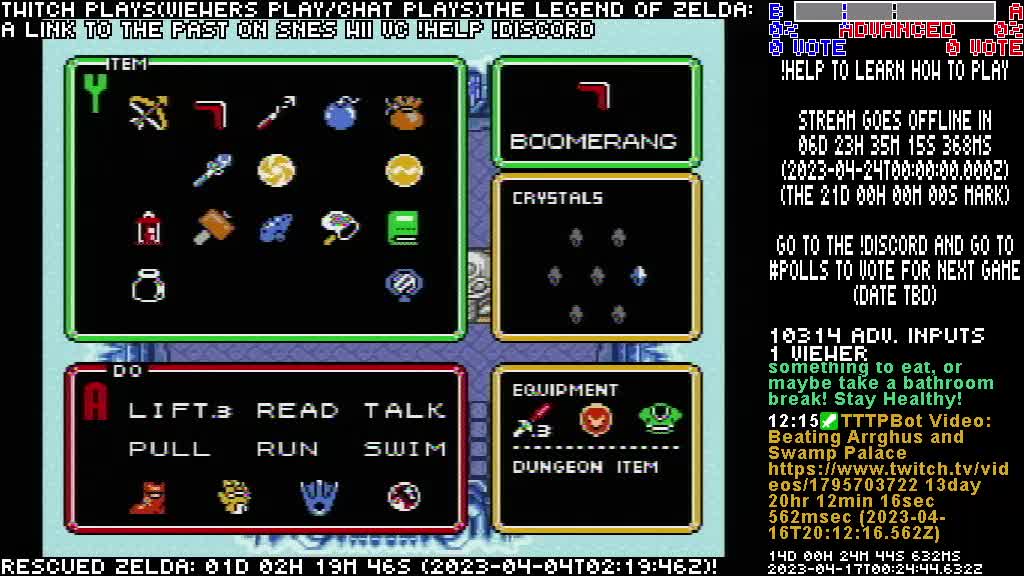 TWITCH PLAYS(VIEWERS PLAY/CHAT PLAYS)THE LEGEND OF ZELDA:
A LINK TO THE PAST ON SNES WII VC !HELP !DISCORD
B A
0% ADVANCED 0%
0 VOTE 0 VOTE
!HELP TO LEARN HOW TO PLAY
STREAM GOES OFFLINE IN
06D 23H 35M 15S 368MS
(2023-04-24T00:00:00.000Z)
(THE 21D 00H 00M 00S MARK)
GO TO THE !DISCORD AND GO TO
#POLLS TO VOTE FOR NEXT GAME
(DATE TBD)
10314 ADV. INPUTS
1 VIEWER
something to eat, or
maybe take a bathroom
break! Stay Healthy!
12:15 TTTPBot Video:
Beating Arrghus and
Swamp Palace
https://www.twitch.tv/vid
eos/1795703722 13day
20hr 12min 16sec
562msec (2023-04-
16T20:12:16.562Z)
14D 00H 24M 44S 632MS
2023-04-17T00:24:44.632Z
ITEM
Y
BOOMERANG
CRYSTALS
DO
A
LIFT.3 READ TALK
PULL RUN SWIM
EQUIPMENT
.3
DUNGEON ITEM
RESCUED ZELDA: 01D 02H 19M 46S (2023-04-04T02:19:46Z)!